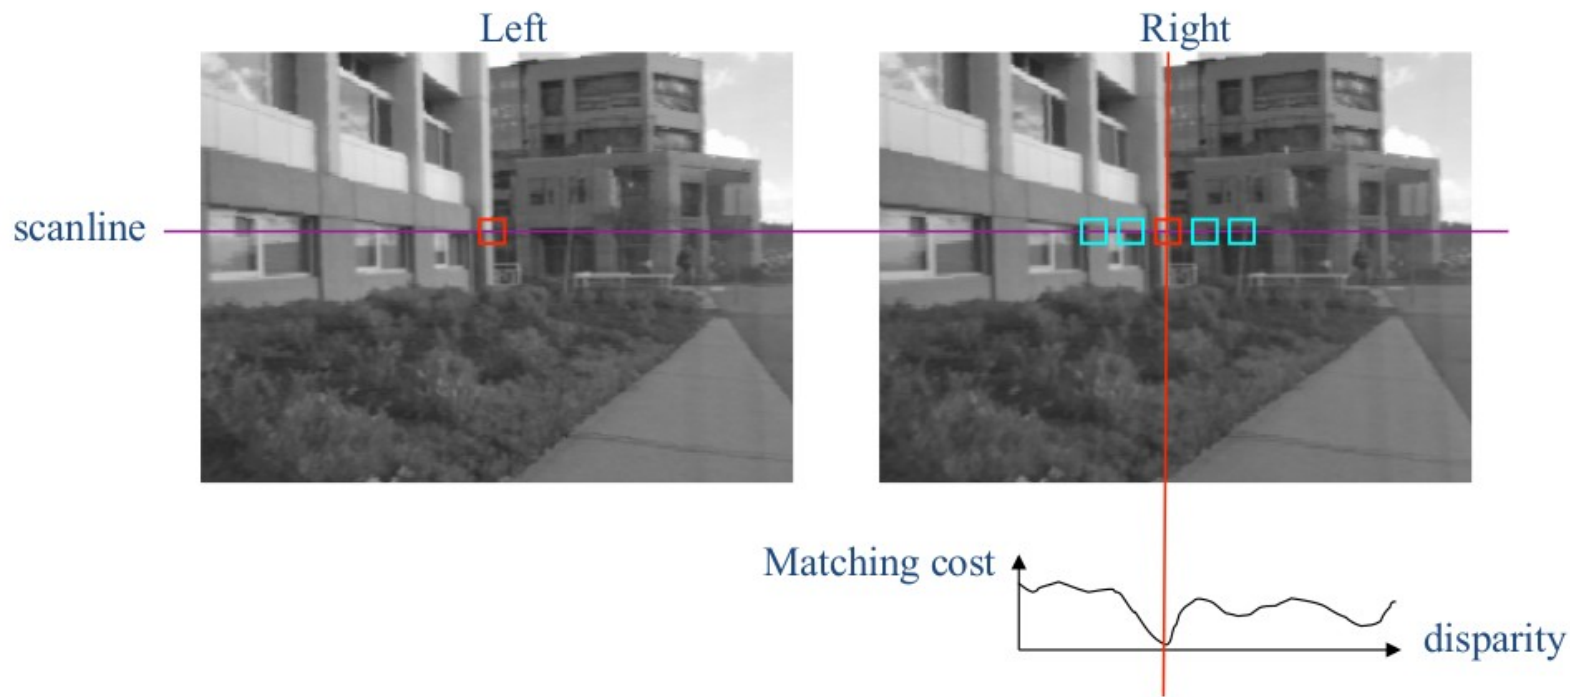 Left
Right
scanline
Matching cost
disparity